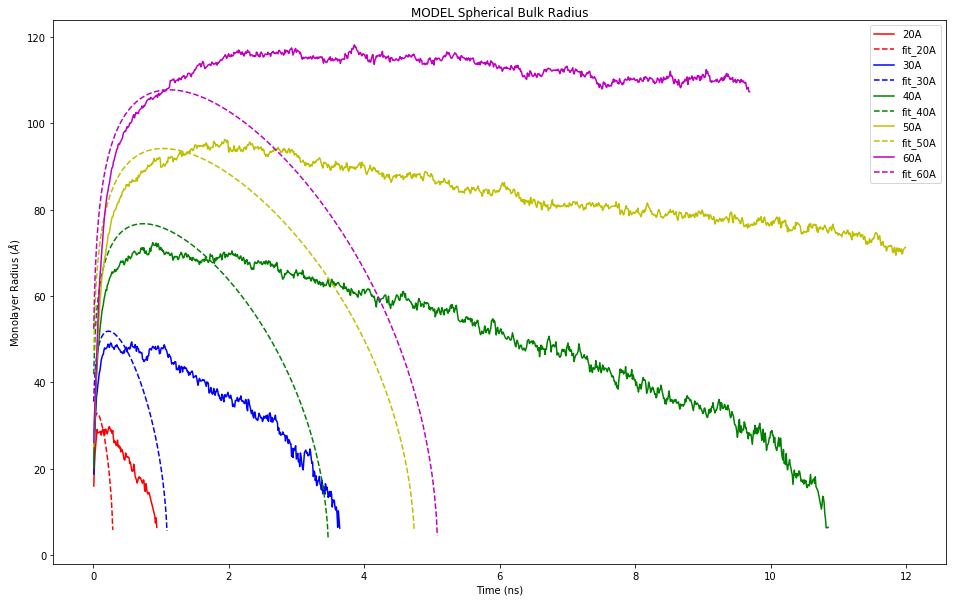 MODEL Spherical Bulk Radius
120
100
80
60
40
20
0
Monolayer Radius (Å)
0
2
4
6
8
10
12
Time (ns)
20A
fit_20A
30A
fit_30A
40A
fit_40A
50A
fit_50A
60A
fit_60A